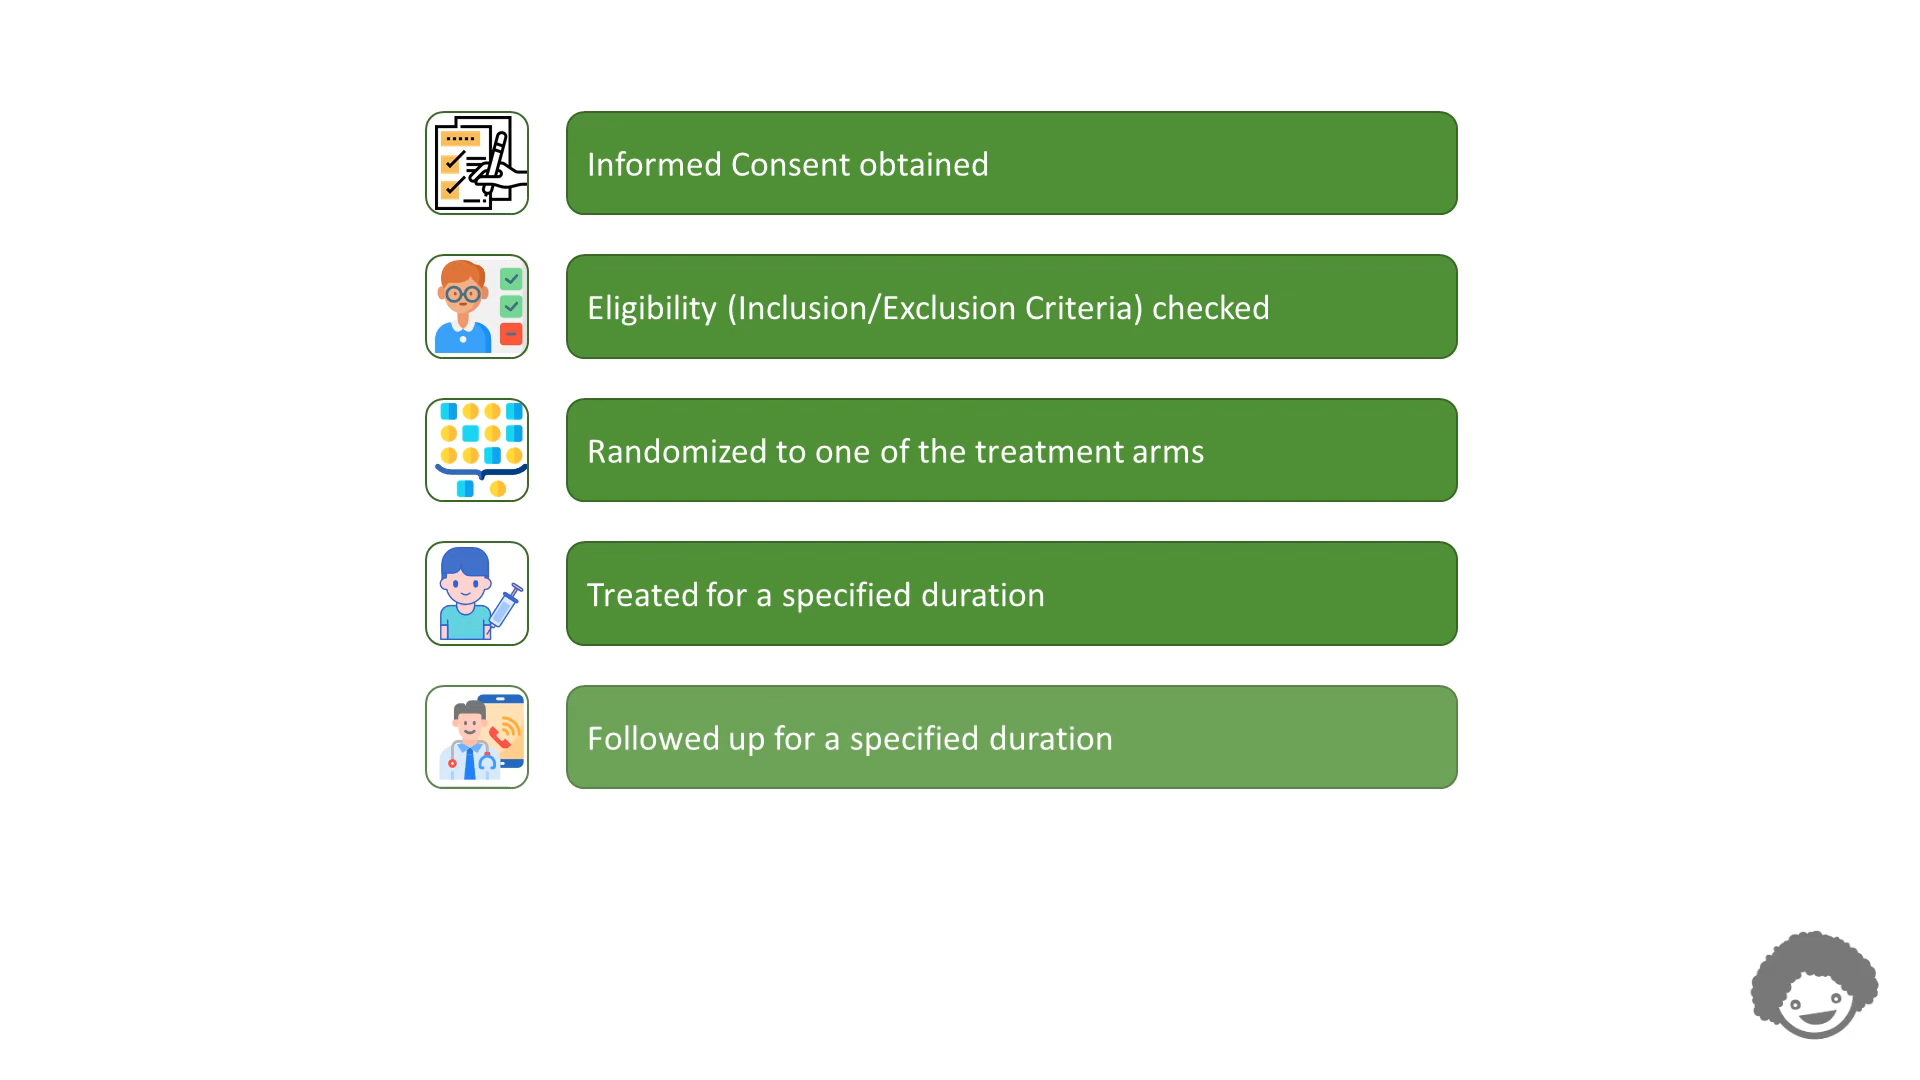 Informed Consent obtained
Eligibility (Inclusion/Exclusion Criteria) checked
Randomized to one of the treatment arms
Treated for a specified duration
Followed up for a specified duration